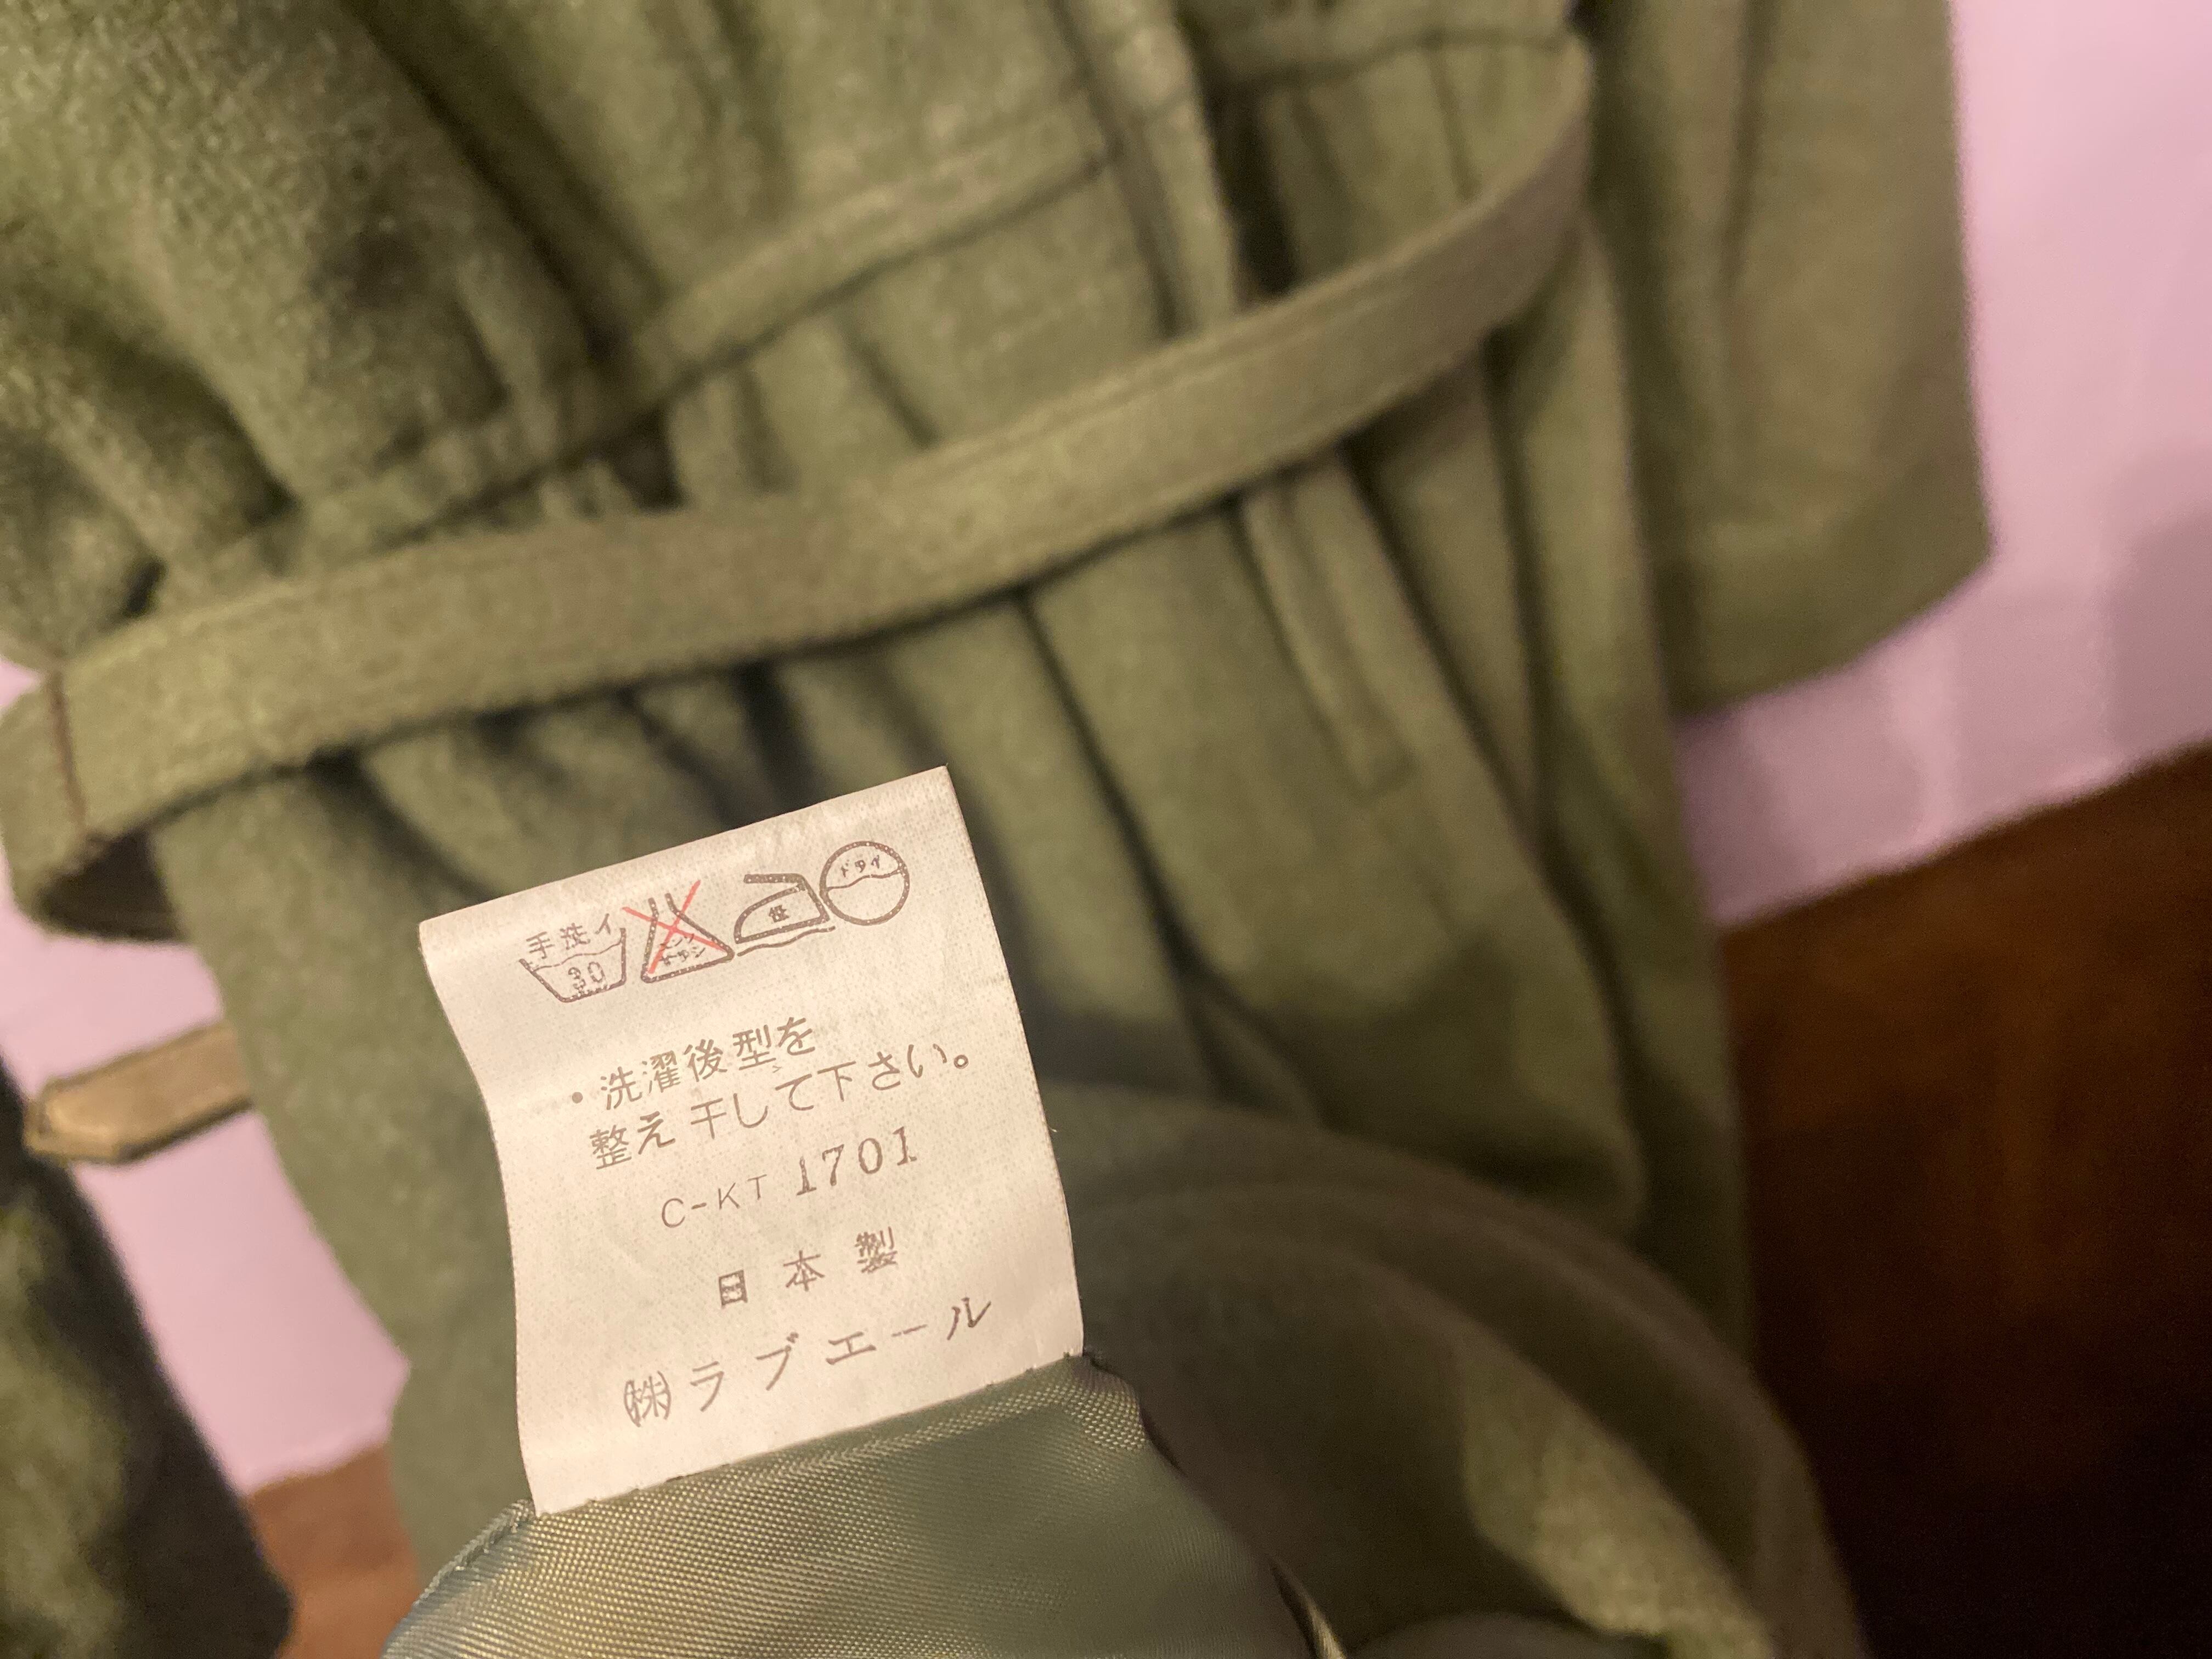 手洗イ 30 低 ドライ
・洗濯後型を
整え干して下さい。
C-KT 1701
日本製
㈱ラブエール